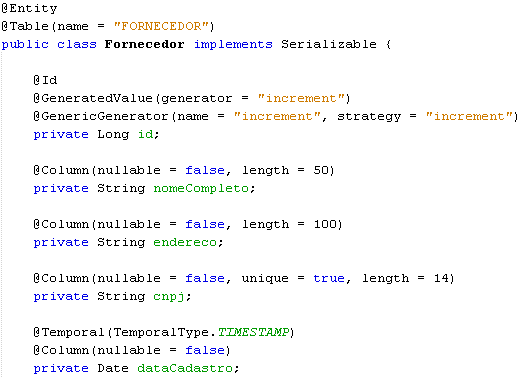 @Entity
@Table(name = "FORNECEDOR")
public class Fornecedor implements Serializable {
@Id
@GeneratedValue(generator = "increment")
@GenericGenerator(name = "increment", strategy = "increment")
private Long id;
@Column(nullable = false, length = 50)
private String nomeCompleto;
@Column(nullable = false, length = 100)
private String endereco;
@Column(nullable = false, unique = true, length = 14)
private String cnpj;
@Temporal(TemporalType.TIMESTAMP)
@Column(nullable = false)
private Date dataCadastro;